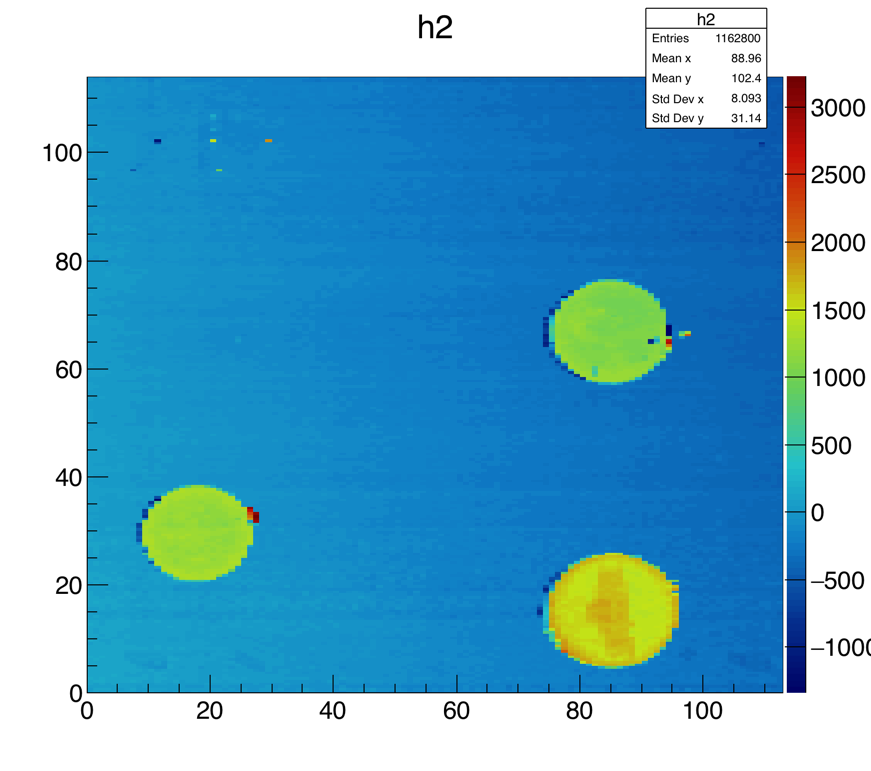 h2
h2
Entries 1162800
Mean x 88.96
Mean y 102.4
Std Dev x 8.093
Std Dev y 31.14
100
80
60
40
20
0
0 20 40 60 80 100
3000
2500
2000
1500
1000
500
0
−500
−1000